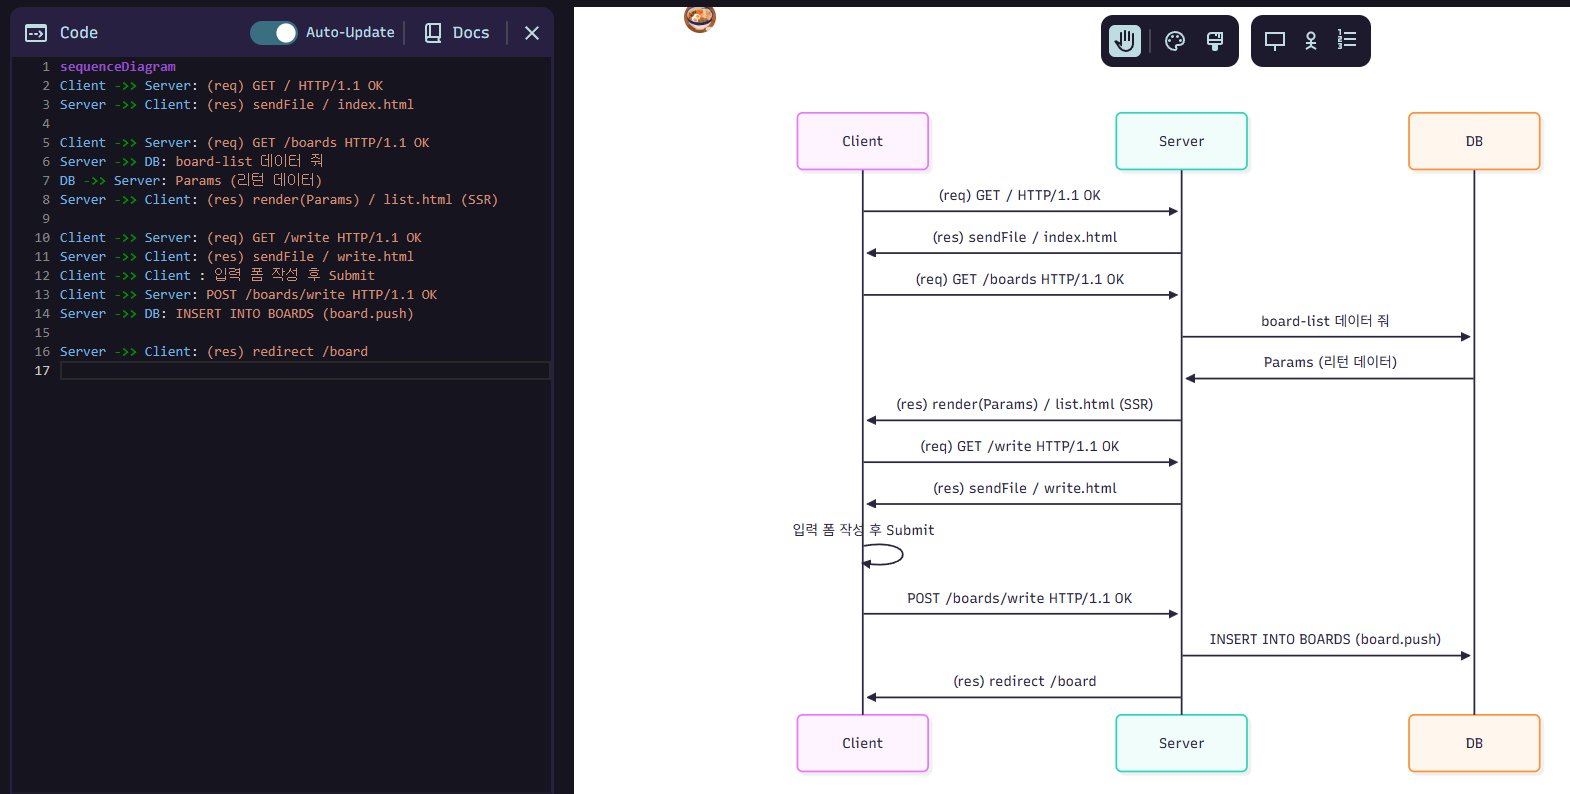 Code
Auto-Update
Docs
1 sequenceDiagram
2 Client ->> Server: (req) GET / HTTP/1.1 OK
3 Server ->> Client: (res) sendFile / index.html
4
5 Client ->> Server: (req) GET /boards HTTP/1.1 OK
6 Server ->> DB: board-list 데이터 줘
7 DB ->> Server: Params (리턴 데이터)
8 Server ->> Client: (res) render(Params) / list.html (SSR)
9
10 Client ->> Server: (req) GET /write HTTP/1.1 OK
11 Server ->> Client: (res) sendFile / write.html
12 Client ->> Client : 입력 폼 작성 후 Submit
13 Client ->> Server: POST /boards/write HTTP/1.1 OK
14 Server ->> DB: INSERT INTO BOARDS (board.push)
15
16 Server ->> Client: (res) redirect /board
17
1
2
3
Client
Server
DB
(req) GET / HTTP/1.1 OK
(res) sendFile / index.html
(req) GET /boards HTTP/1.1 OK
board-list 데이터 줘
Params (리턴 데이터)
(res) render(Params) / list.html (SSR)
(req) GET /write HTTP/1.1 OK
(res) sendFile / write.html
입력 폼 작성 후 Submit
POST /boards/write HTTP/1.1 OK
INSERT INTO BOARDS (board.push)
(res) redirect /board
Client
Server
DB